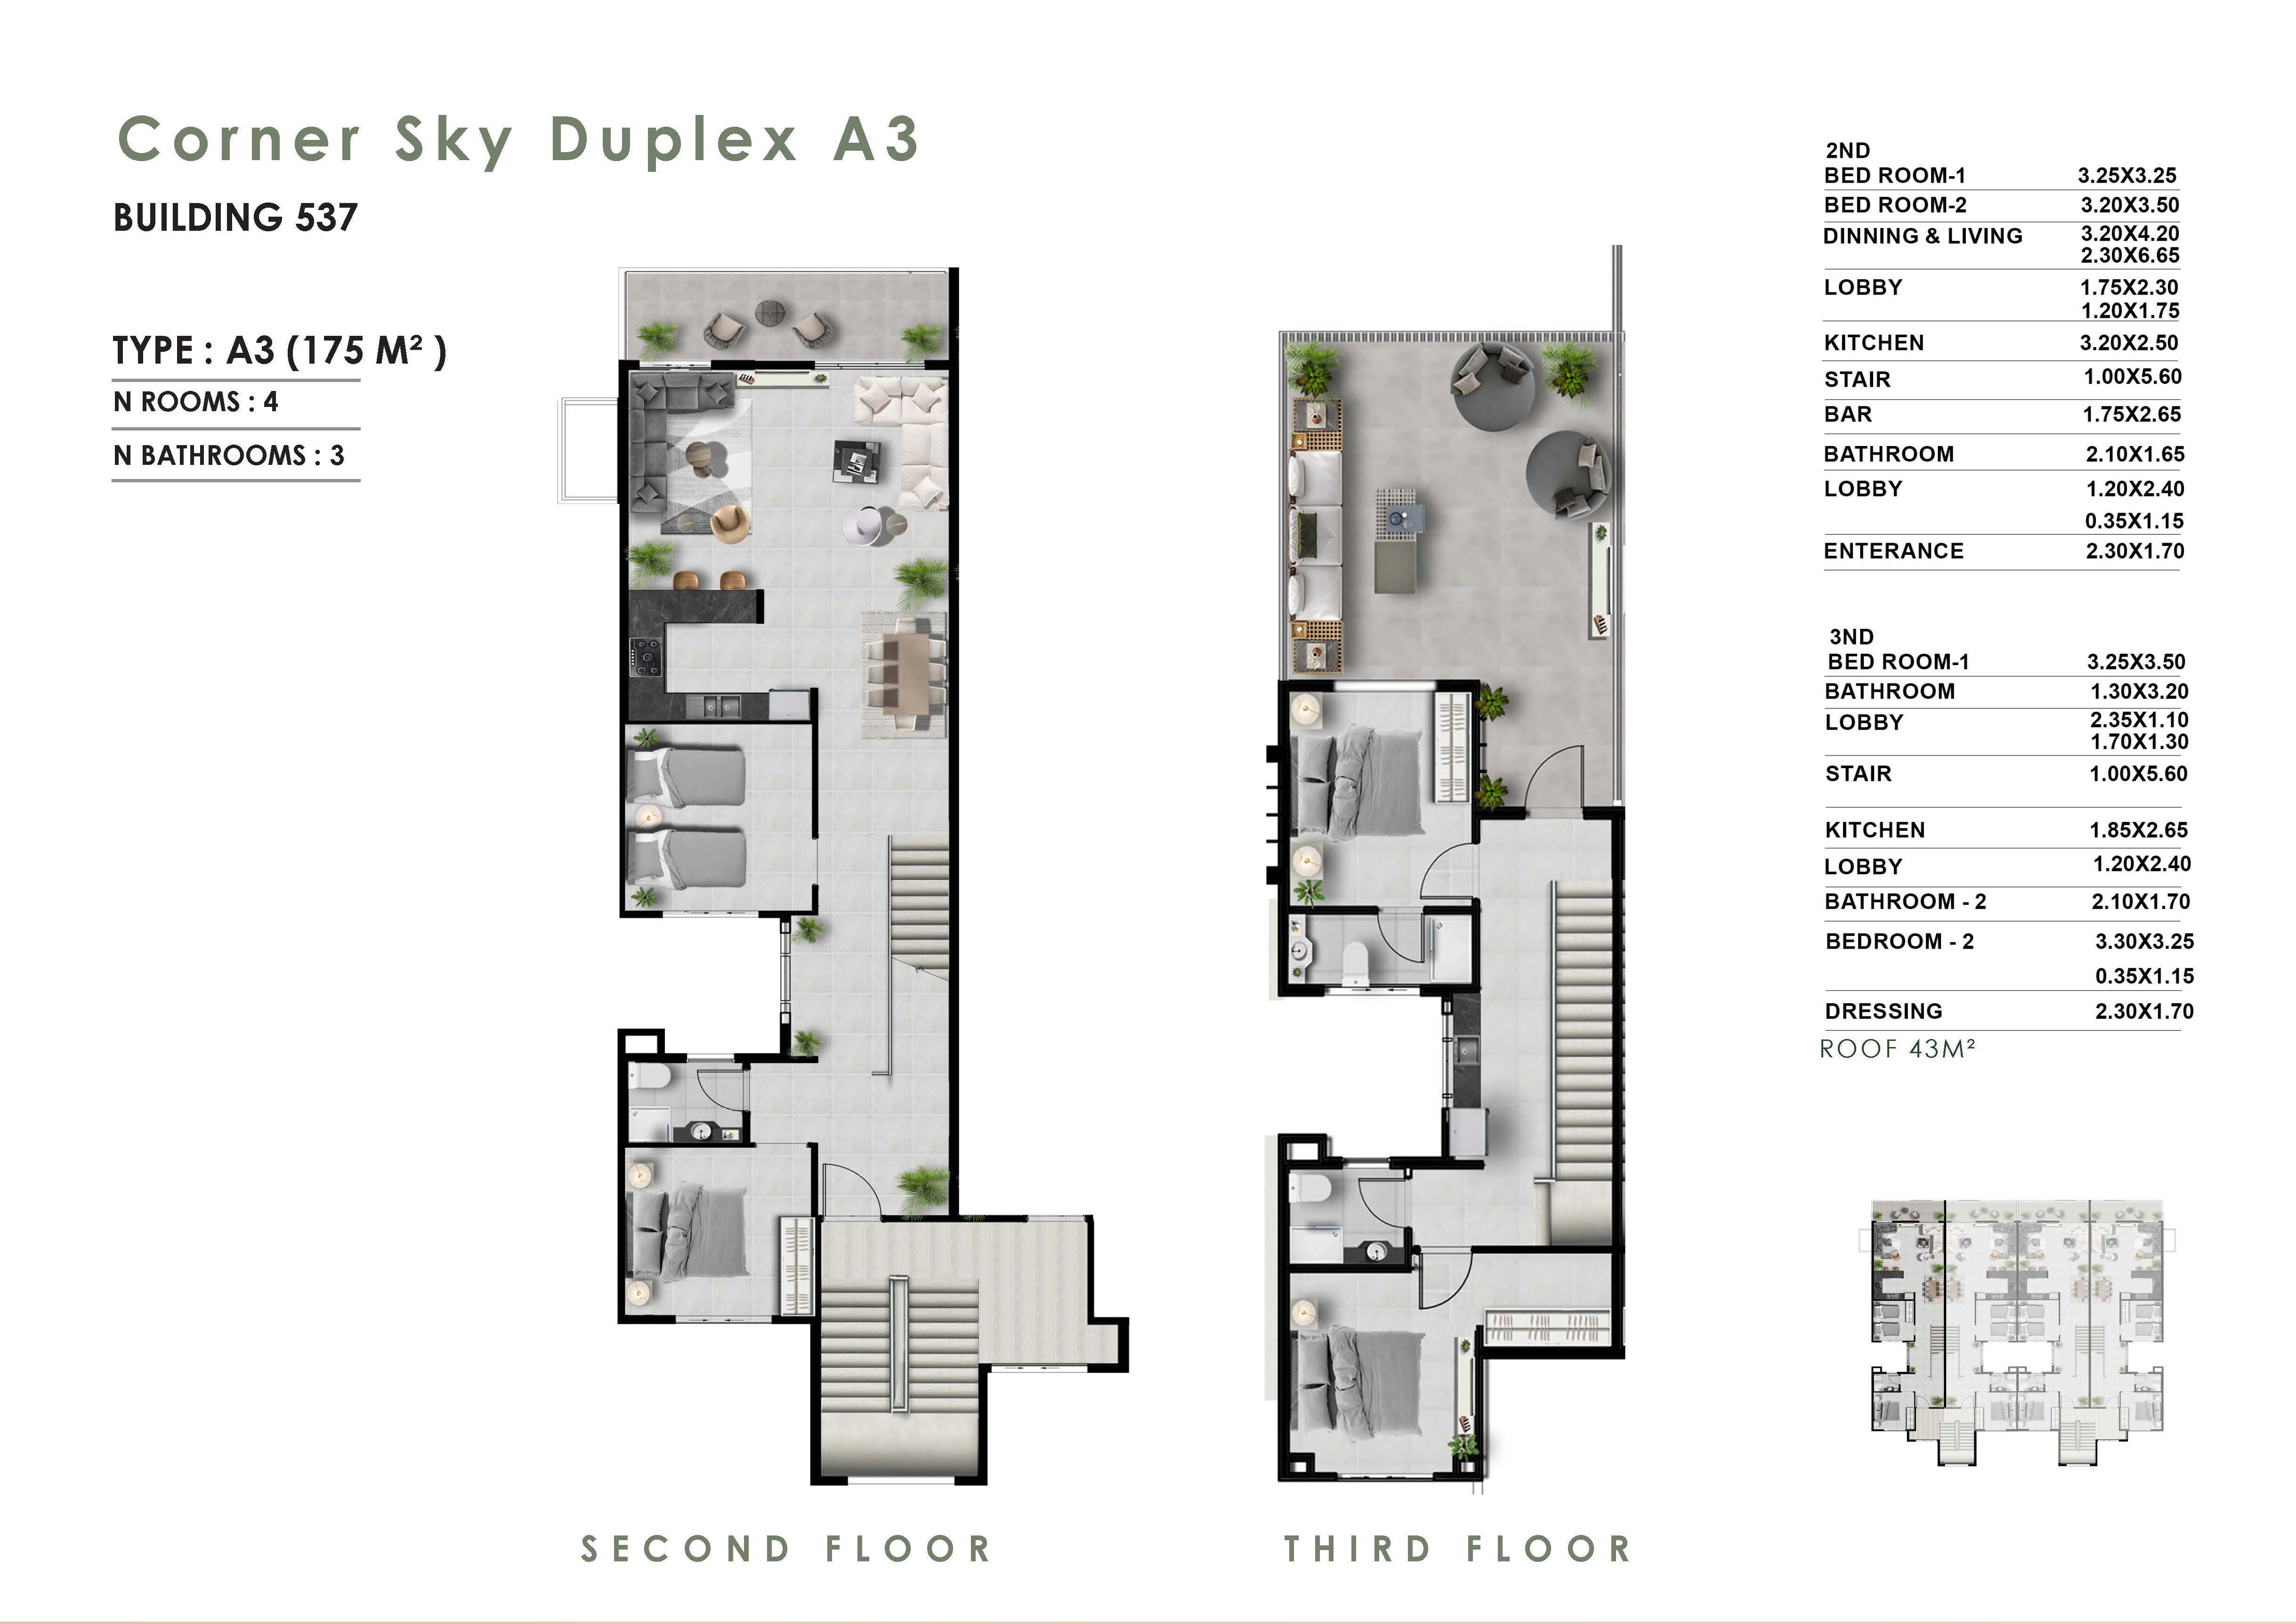 Corner Sky Duplex A3
BUILDING 537
TYPE : A3 (175 M² )
N ROOMS : 4
N BATHROOMS : 3
2ND
BED ROOM-1 3.25X3.25
BED ROOM-2 3.20X3.50
DINNING & LIVING 3.20X4.20
2.30X6.65
LOBBY 1.75X2.30
1.20X1.75
KITCHEN 3.20X2.50
STAIR 1.00X5.60
BAR 1.75X2.65
BATHROOM 2.10X1.65
LOBBY 1.20X2.40
0.35X1.15
ENTERANCE 2.30X1.70
3ND
BED ROOM-1 3.25X3.50
BATHROOM 1.30X3.20
LOBBY 2.35X1.10
1.70X1.30
STAIR 1.00X5.60
KITCHEN 1.85X2.65
LOBBY 1.20X2.40
BATHROOM - 2 2.10X1.70
BEDROOM - 2 3.30X3.25
0.35X1.15
DRESSING 2.30X1.70
ROOF 43M²
SECOND FLOOR
THIRD FLOOR